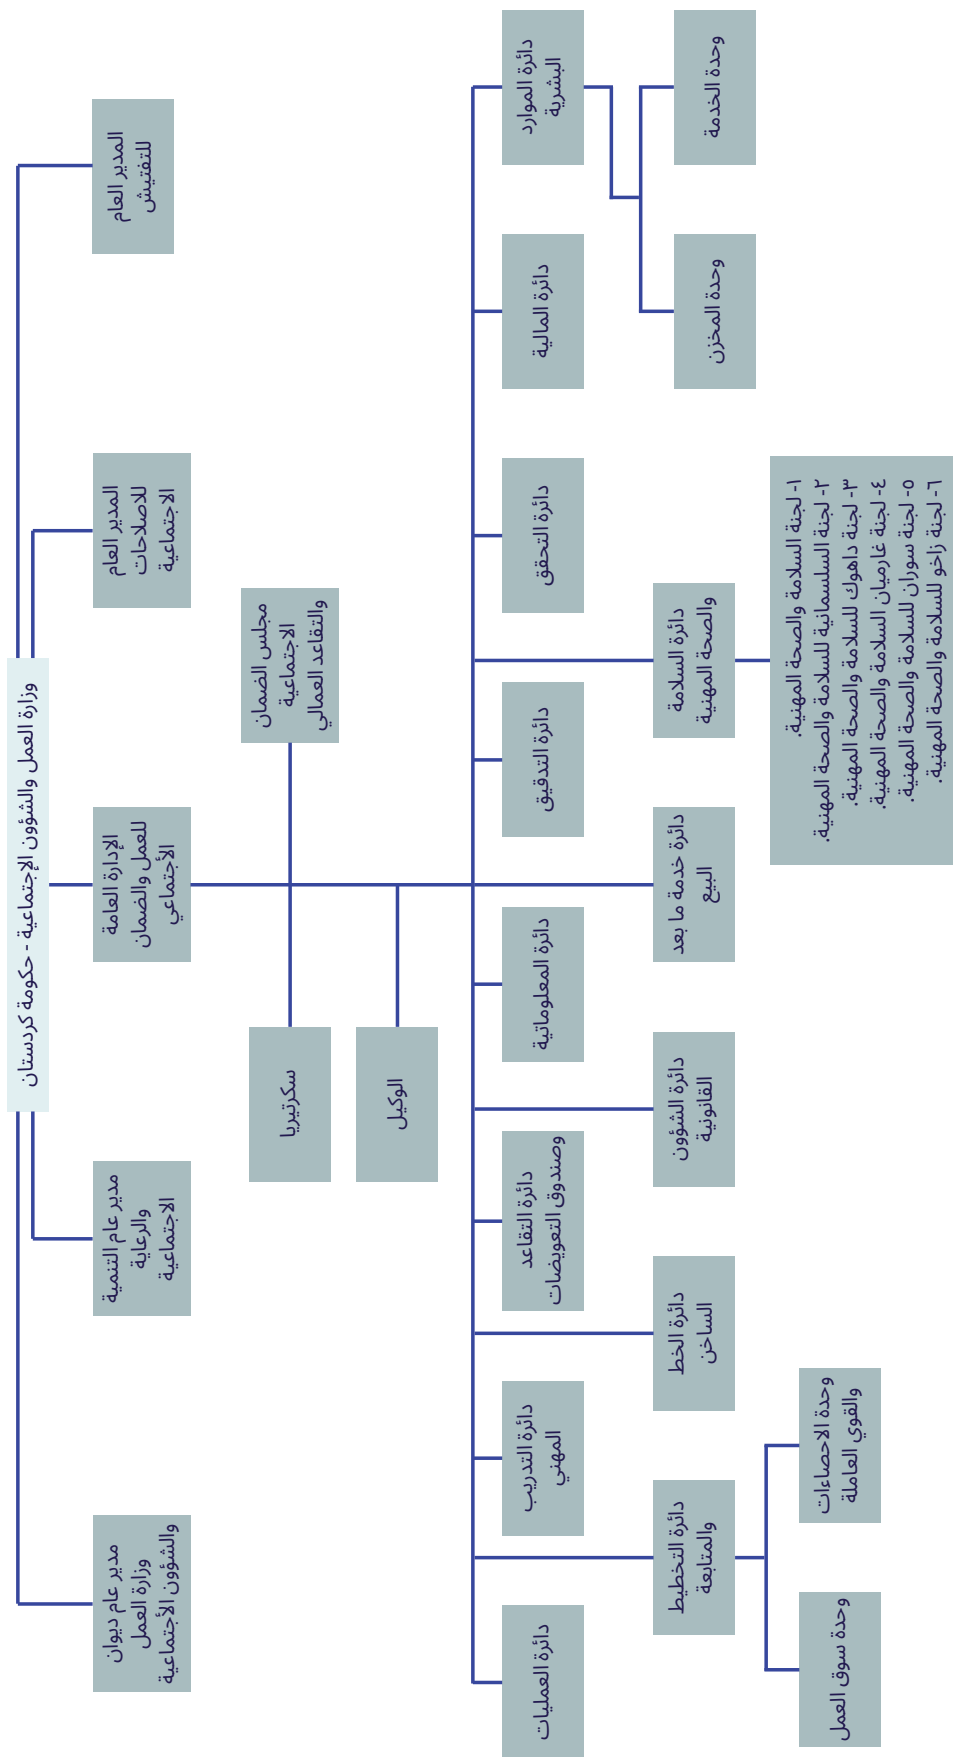 وزارة العمل والشؤون الإجتماعية - حكومة كردستان
المدير العام
للتفتيش
المدير العام
للاصلاحات
الاجتماعية
الإدارة العامة
للعمل والضمان
الأجتماعي
مدير عام التنمية
والرعاية
الاجتماعية
مدير عام ديوان
وزارة العمل
والشؤون الأجتماعية
مجلس الضمان
الاجتماعية
والتقاعد العمالي
سكرتيريا
الوكيل
دائرة الموارد
البشرية
دائرة المالية
دائرة التحقق
دائرة التدقيق
دائرة المعلوماتية
دائرة التقاعد
وصندوق التعويضات
دائرة التدريب
المهني
دائرة العمليات
وحدة الخدمة
وحدة المخزن
دائرة السلامة
والصحة المهنية
دائرة خدمة ما بعد
البيع
دائرة الشؤون
القانونية
دائرة الخط
الساخن
دائرة التخطيط
والمتابعة
١- لجنة السلامة والصحة المهنية.
٢- لجنة السلسمانية للسلامة والصحة المهنية.
٣- لجنة داهوك للسلامة والصحة المهنية.
٤- لجنة غارميان السلامة والصحة المهنية.
٥- لجنة سوران للسلامة والصحة المهنية.
٦- لجنة زاخو للسلامة والصحة المهنية.
وحدة الاحصاءات
والقوي العاملة
وحدة سوق العمل